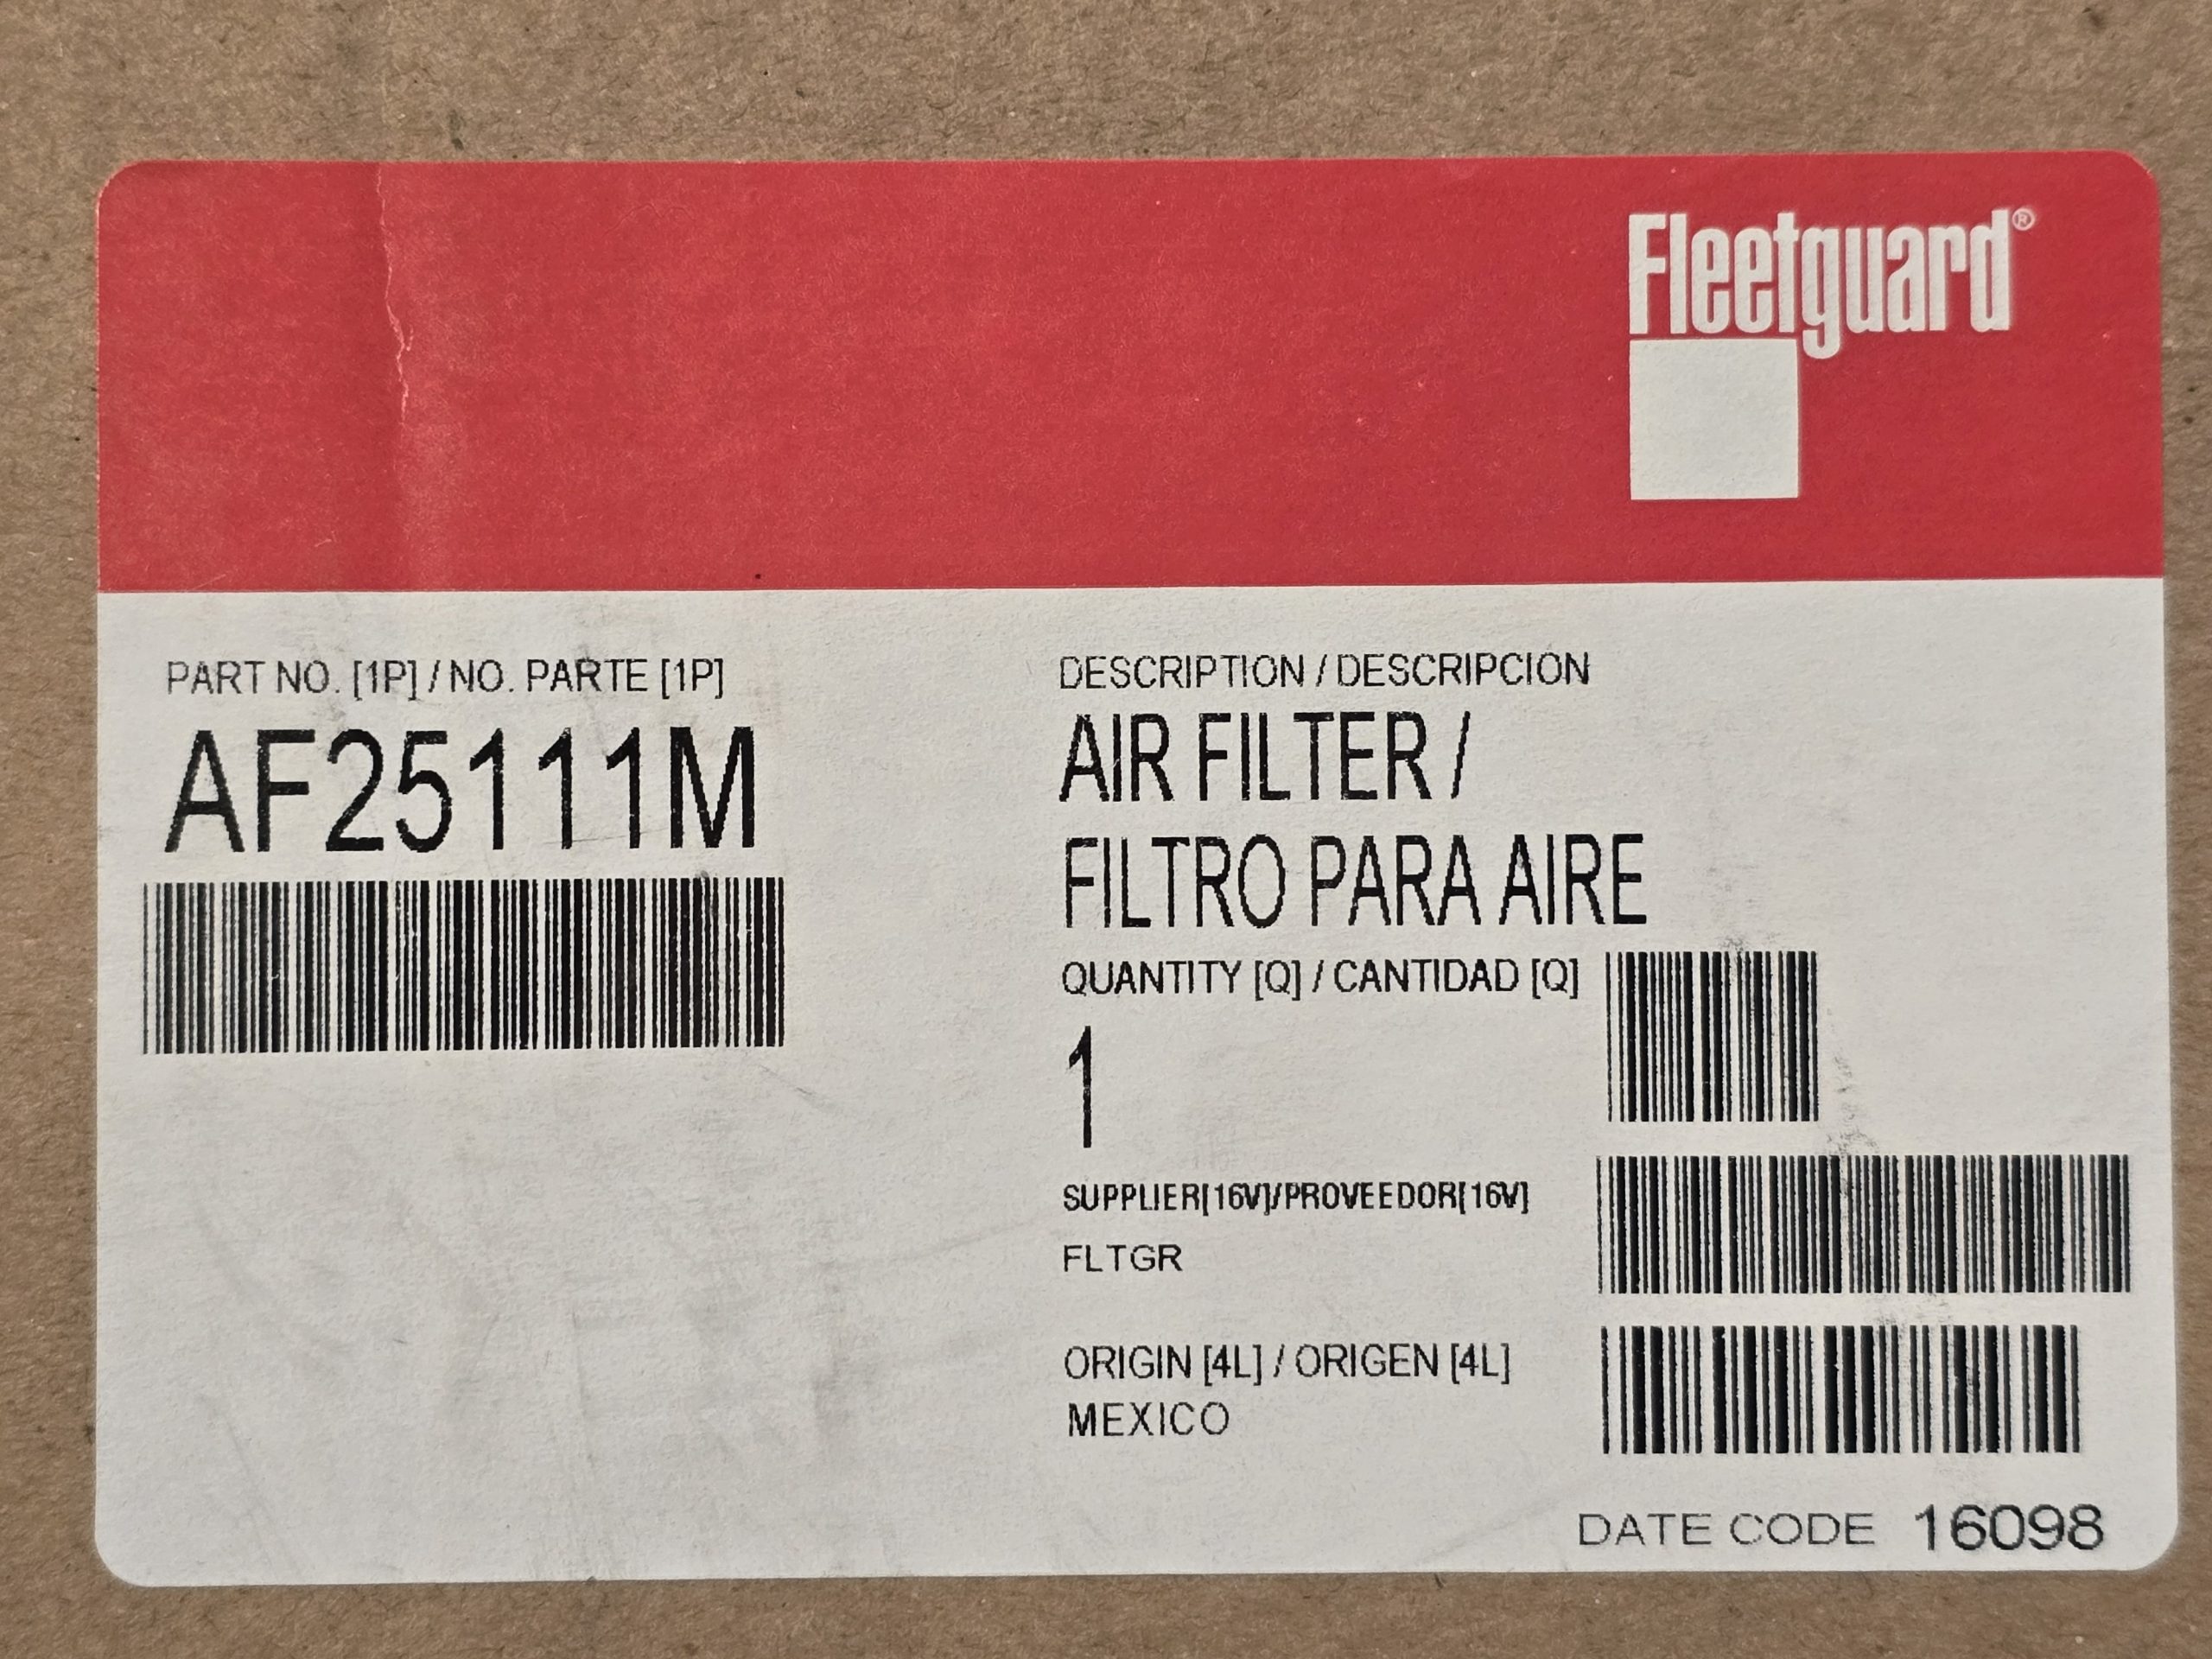 Fleetguard®
PART NO. [1P] / NO. PARTE [1P]
AF25111M
DESCRIPTION / DESCRIPCION
AIR FILTER /
FILTRO PARA AIRE
QUANTITY [Q] / CANTIDAD [Q]
1
SUPPLIER[16V]/PROVEEDOR[16V]
FLTGR
ORIGIN [4L] / ORIGEN [4L]
MEXICO
DATE CODE 16098